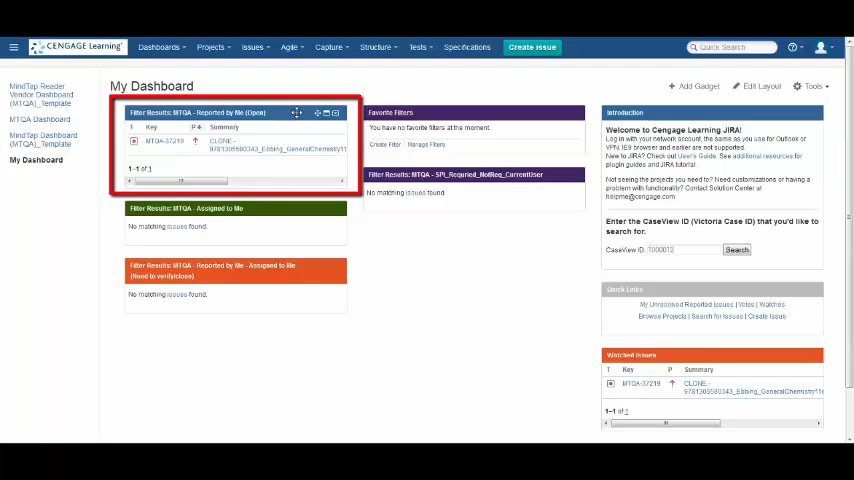 CENGAGE Learning
Dashboards
Projects
Issues
Agile
Capture
Structure
Tests
Specifications
Create issue
Quick Search
MindTap Reader
Vendor Dashboard
(MTQA)_Template
MTQA Dashboard
MindTap Dashboard
(MTQA)_Template
My Dashboard
My Dashboard
+ Add Gadget
Edit Layout
Tools
Filter Results: MTQA - Reported by Me (Open)
T Key P Summary
MTQA-37219 CLONE -
9781305580343_Ebbing_GeneralChemistry11
1–1 of 1
Filter Results: MTQA - Assigned to Me
No matching issues found.
Filter Results: MTQA - Reported by Me - Assigned to Me
(Need to verify/close)
No matching issues found.
Favorite Filters
You have no favorite filters at the moment.
Create Filter Manage Filters
Filter Results: MTQA - SPI_Requried_NotReq_CurrentUser
No matching issues found.
Introduction
Welcome to Cengage Learning JIRA!
Log in with your network account, the same as you use for Outlook or
VPN. IE9 browser and earlier are not supported.
New to JIRA? Check out User's Guide. See additional resources for
plugin guides and JIRA tutorial
Not seeing the projects you need to? Having a
problem with functionality? Contact Solution Center at
helpme@cengage.com
Enter the CaseView ID (Victoria Case ID) that you'd like to
search for.
CaseView ID: 1000012 Search
Quick Links
My Unresolved Reported Issues | Votes | Watches
Browse Projects | Search for Issues | Create Issue
Watched Issues
T Key P Summary
MTQA-37219 CLONE -
9781305580343_Ebbing_GeneralChemistry11e
1–1 of 1